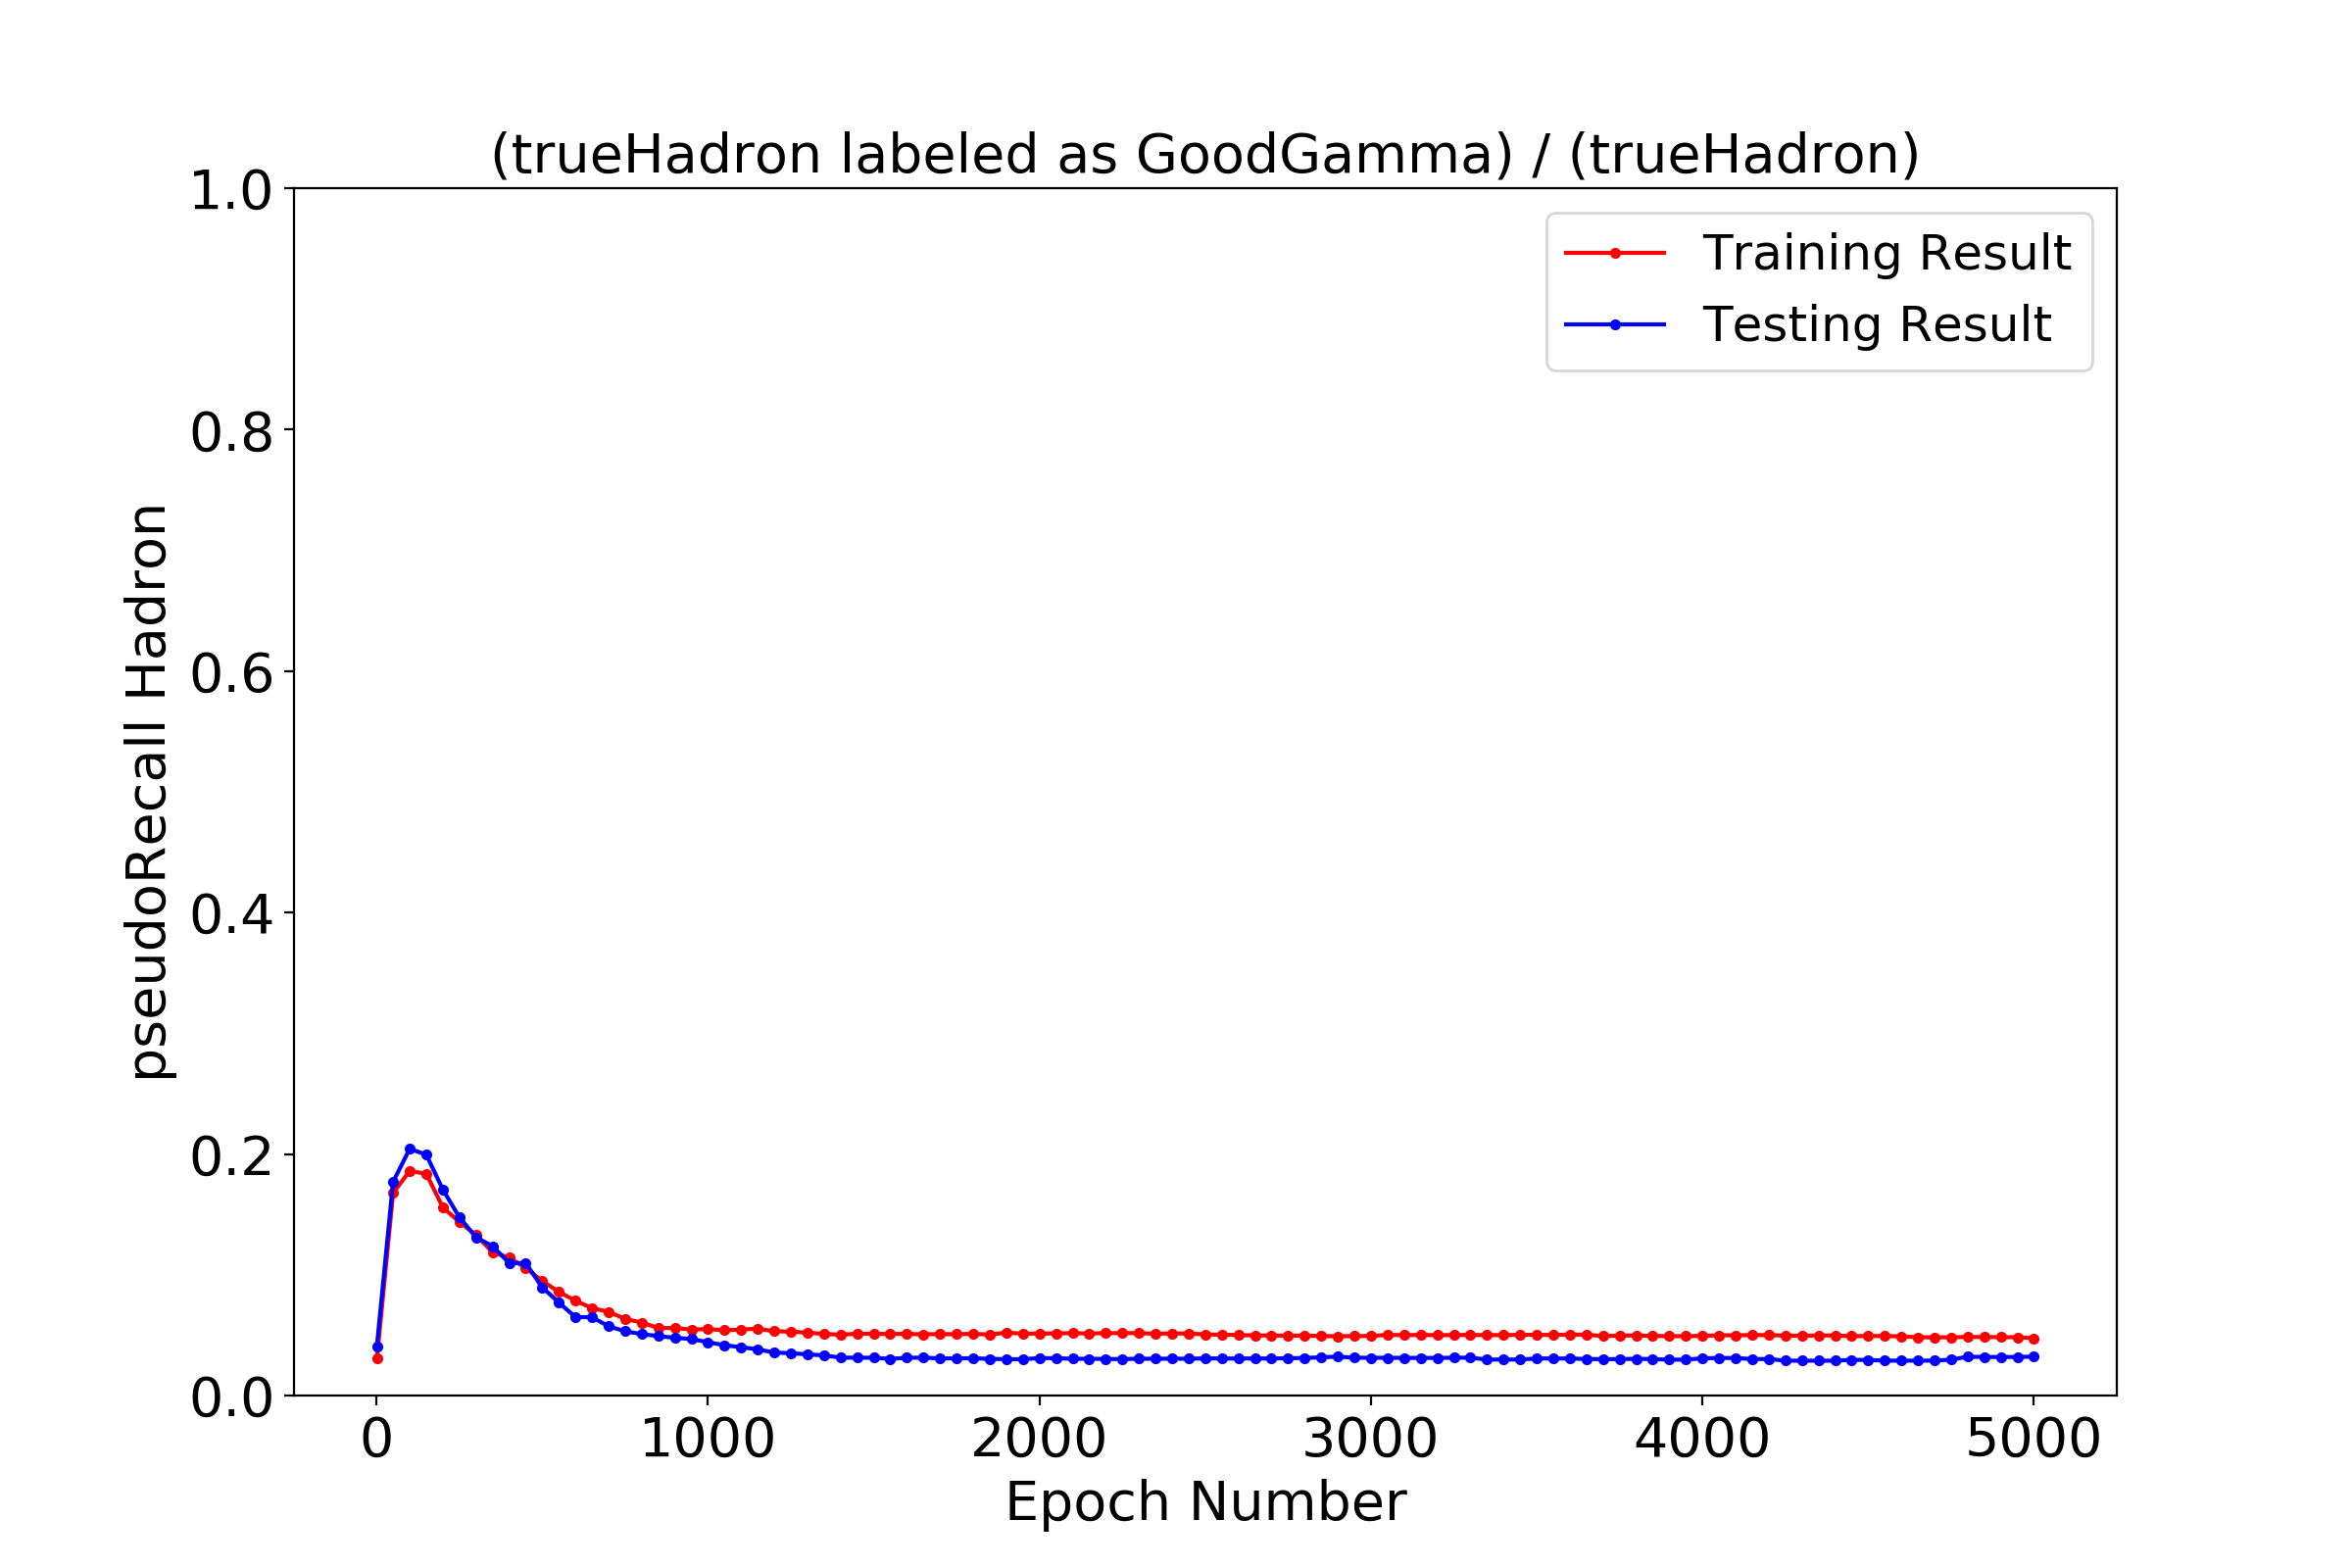 (trueHadron labeled as GoodGamma) / (trueHadron)
1.0
0.8
0.6
0.4
0.2
0.0
pseudoRecall Hadron
Training Result
Testing Result
0 1000 2000 3000 4000 5000
Epoch Number